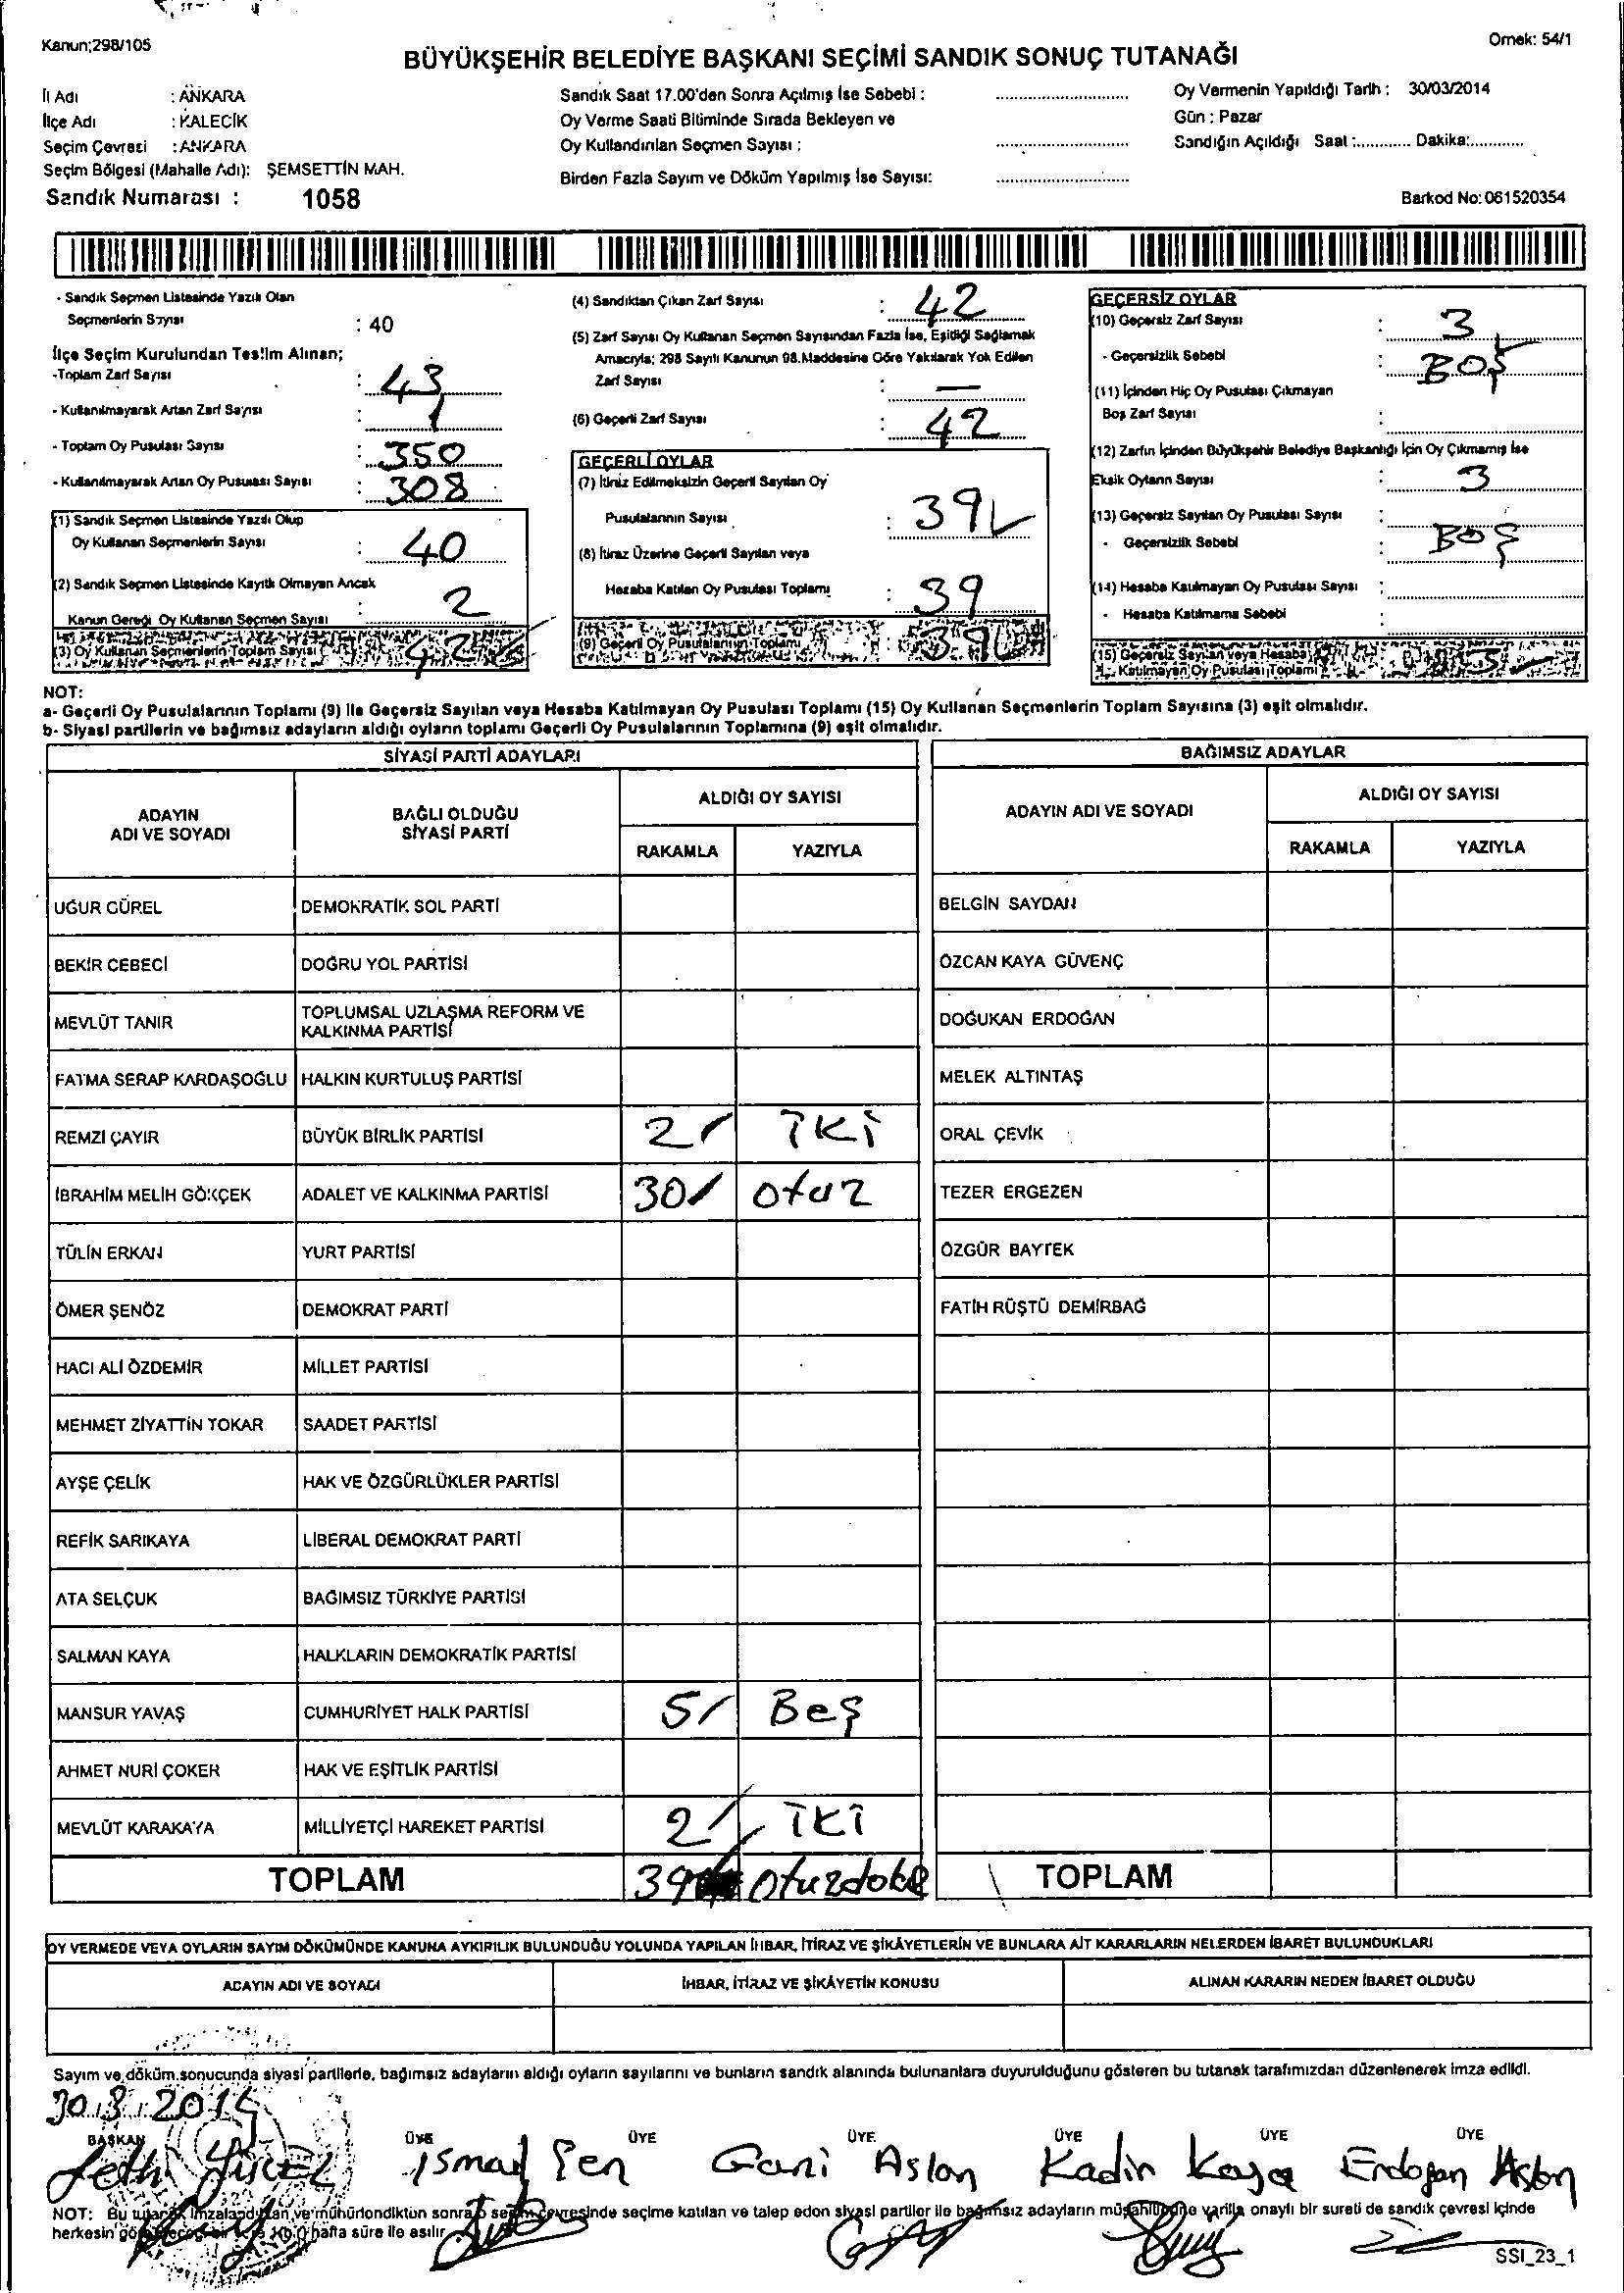 Kanun;298/105
Örnek: 54/1
BÜYÜKŞEHİR BELEDİYE BAŞKANI SEÇİMİ SANDIK SONUÇ TUTANAĞI
İl Adı : ANKARA
İlçe Adı : KALECİK
Seçim Çevresi : ANKARA
Seçim Bölgesi (Mahalle Adı): ŞEMSETTİN MAH.
Sandık Numarası : 1058
Sandık Saat 17.00'den Sonra Açılmış İse Sebebi :
Oy Verme Saati Bitiminde Sırada Bekleyen ve
Oy Kullandırılan Seçmen Sayısı :
Birden Fazla Sayım ve Döküm Yapılmış İse Sayısı:
Oy Vermenin Yapıldığı Tarih : 30/03/2014
Gün : Pazar
Sandığın Açıldığı Saat :............ Dakika:............
Barkod No: 061520354
- Sandık Seçmen Listesinde Yazılı Olan
Seçmenlerin Sayısı : 40
İlçe Seçim Kurulundan Teslim Alınan;
-Toplam Zarf Sayısı : 43
- Kullanılmayarak Artan Zarf Sayısı : 1
- Toplam Oy Pusulası Sayısı : 350
- Kullanılmayarak Artan Oy Pusulası Sayısı : 308
(1) Sandık Seçmen Listesinde Yazılı Olup
Oy Kullanan Seçmenlerin Sayısı : 40
(2) Sandık Seçmen Listesinde Kayıtlı Olmayan Ancak
Kanun Gereği Oy Kullanan Seçmen Sayısı : 2
(3) Oy Kullanan Seçmenlerin Toplam Sayısı 42
(4) Sandıktan Çıkan Zarf Sayısı : 42
(5) Zarf Sayısı Oy Kullanan Seçmen Sayısından Fazla İse, Eşitliği Sağlamak
Amacıyla; 298 Sayılı Kanunun 98.Maddesine Göre Yakılarak Yok Edilen
Zarf Sayısı : —
(6) Geçerli Zarf Sayısı : 42
GEÇERLİ OYLAR
(7) İtiraz Edilmeksizin Geçerli Sayılan Oy
Pusulalarının Sayısı : 39
(8) İtiraz Üzerine Geçerli Sayılan veya
Hesaba Katılan Oy Pusulası Toplamı : 39
(9) Geçerli Oy Pusulalarının Toplamı 39
GEÇERSİZ OYLAR
(10) Geçersiz Zarf Sayısı : 3
- Geçersizlik Sebebi : BOŞ
(11) İçinden Hiç Oy Pusulası Çıkmayan
Boş Zarf Sayısı :
(12) Zarfın İçinden Büyükşehir Belediye Başkanlığı İçin Oy Çıkmamış İse
Eksik Oyların Sayısı : 3
(13) Geçersiz Sayılan Oy Pusulası Sayısı :
- Geçersizlik Sebebi : BOŞ
(14) Hesaba Katılmayan Oy Pusulası Sayısı :
- Hesaba Katılmama Sebebi :
(15) Geçersiz Sayılan veya Hesaba
Katılmayan Oy Pusulası Toplamı 3
NOT:
a- Geçerli Oy Pusulalarının Toplamı (9) ile Geçersiz Sayılan veya Hesaba Katılmayan Oy Pusulası Toplamı (15) Oy Kullanan Seçmenlerin Toplam Sayısına (3) eşit olmalıdır.
b- Siyasi partilerin ve bağımsız adayların aldığı oyların toplamı Geçerli Oy Pusulalarının Toplamına (9) eşit olmalıdır.
SİYASİ PARTİ ADAYLARI
ADAYIN ADI VE SOYADI
BAĞLI OLDUĞU SİYASİ PARTİ
ALDIĞI OY SAYISI
RAKAMLA YAZIYLA
UĞUR GÜREL DEMOKRATİK SOL PARTİ
BEKİR CEBECİ DOĞRU YOL PARTİSİ
MEVLÜT TANIR TOPLUMSAL UZLAŞMA REFORM VE
KALKINMA PARTİSİ
FATMA SERAP KARDAŞOĞLU HALKIN KURTULUŞ PARTİSİ
REMZİ ÇAYIR BÜYÜK BİRLİK PARTİSİ 2/ İKİ
İBRAHİM MELİH GÖKÇEK ADALET VE KALKINMA PARTİSİ 30/ otuz
TÜLİN ERKAN YURT PARTİSİ
ÖMER ŞENÖZ DEMOKRAT PARTİ
HACI ALİ ÖZDEMİR MİLLET PARTİSİ
MEHMET ZİYATTİN TOKAR SAADET PARTİSİ
AYŞE ÇELİK HAK VE ÖZGÜRLÜKLER PARTİSİ
REFİK SARIKAYA LİBERAL DEMOKRAT PARTİ
ATA SELÇUK BAĞIMSIZ TÜRKİYE PARTİSİ
SALMAN KAYA HALKLARIN DEMOKRATİK PARTİSİ
MANSUR YAVAŞ CUMHURİYET HALK PARTİSİ 5/ Beş
AHMET NURİ ÇOKER HAK VE EŞİTLİK PARTİSİ
MEVLÜT KARAKAYA MİLLİYETÇİ HAREKET PARTİSİ 2/ İKİ
TOPLAM 39
BAĞIMSIZ ADAYLAR
ADAYIN ADI VE SOYADI
ALDIĞI OY SAYISI
RAKAMLA YAZIYLA
BELGİN SAYDAN
ÖZCAN KAYA GÜVENÇ
DOĞUKAN ERDOĞAN
MELEK ALTINTAŞ
ORAL ÇEVİK
TEZER ERGEZEN
ÖZGÜR BAYTEK
FATİH RÜŞTÜ DEMİRBAĞ
TOPLAM
OY VERMEDE VEYA OYLARIN SAYIM DÖKÜMÜNDE KANUNA AYKIRILIK BULUNDUĞU YOLUNDA YAPILAN İHBAR, İTİRAZ VE ŞİKÂYETLERİN VE BUNLARA AİT KARARLARIN NELERDEN İBARET BULUNDUKLARI
ADAYIN ADI VE SOYADI İHBAR, İTİRAZ VE ŞİKÂYETİN KONUSU ALINAN KARARIN NEDEN İBARET OLDUĞU
Sayım ve döküm sonucunda siyasi partilerle, bağımsız adayların aldığı oyların sayılarını ve bunların sandık alanında bulunanlara duyurulduğunu gösteren bu tutanak tarafımızdan düzenlenerek imza edildi.
30.3.2014
BAŞKAN ÜYE ÜYE ÜYE ÜYE ÜYE ÜYE
İsmail Şen Gani Aslan Kadir Kaya Erdoğan Aslan
NOT: Bu tutanak imzalandıktan ve mühürlendikten sonra seçim çevresinde seçime katılan ve talep eden siyasi partiler ile bağımsız adayların müşahitlerine varilla onaylı bir sureti de sandık çevresi içinde
herkesin hafta süre ile asılır
SSI_23_1